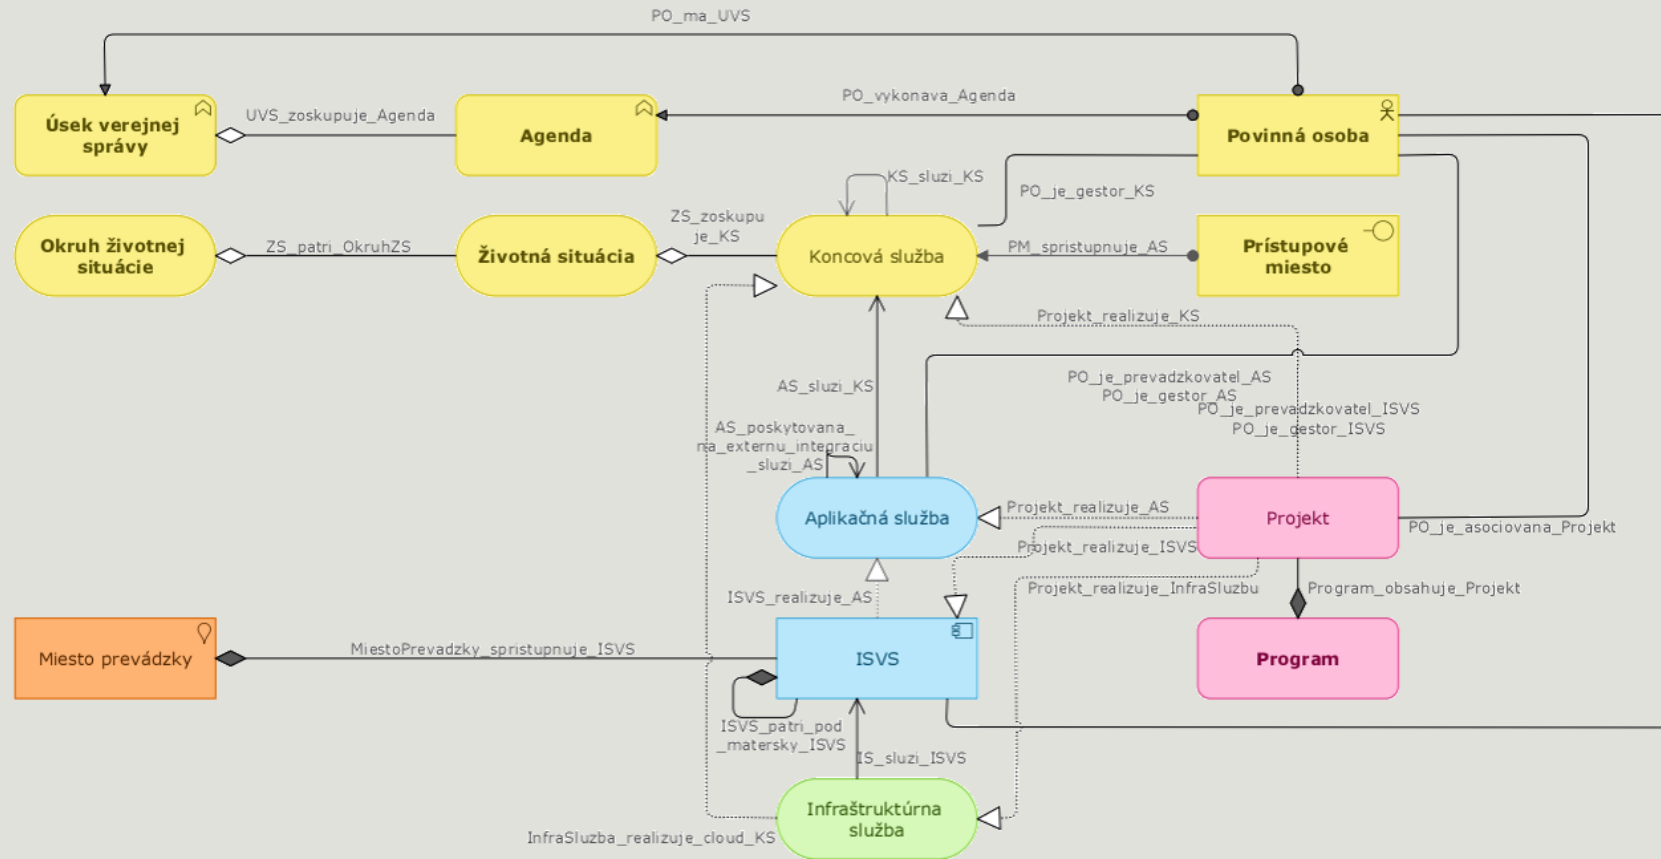 PO_ma_UVS
Úsek verejnej
správy
UVS_zoskupuje_Agenda
Agenda
PO_vykonava_Agenda
Povinná osoba
KS_sluzi_KS
PO_je_gestor_KS
Okruh životnej
situácie
ZS_patri_OkruhZS
Životná situácia
ZS_zoskupu
je_KS
Koncová služba
PM_spristupnuje_AS
Prístupové
miesto
Projekt_realizuje_KS
AS_sluzi_KS
PO_je_prevadzkovatel_AS
PO_je_gestor_AS
PO_je_prevadzkovatel_ISVS
PO_je_gestor_ISVS
AS_poskytovana_
na_externu_integraciu
_sluzi_AS
Aplikačná služba
Projekt_realizuje_AS
Projekt
PO_je_asociovana_Projekt
Projekt_realizuje_ISVS
ISVS_realizuje_AS
Projekt_realizuje_InfraSluzbu
Program_obsahuje_Projekt
Miesto prevádzky
MiestoPrevadzky_spristupnuje_ISVS
ISVS
Program
ISVS_patri_pod
_matersky_ISVS
IS_sluzi_ISVS
Infraštruktúrna
služba
InfraSluzba_realizuje_cloud_KS